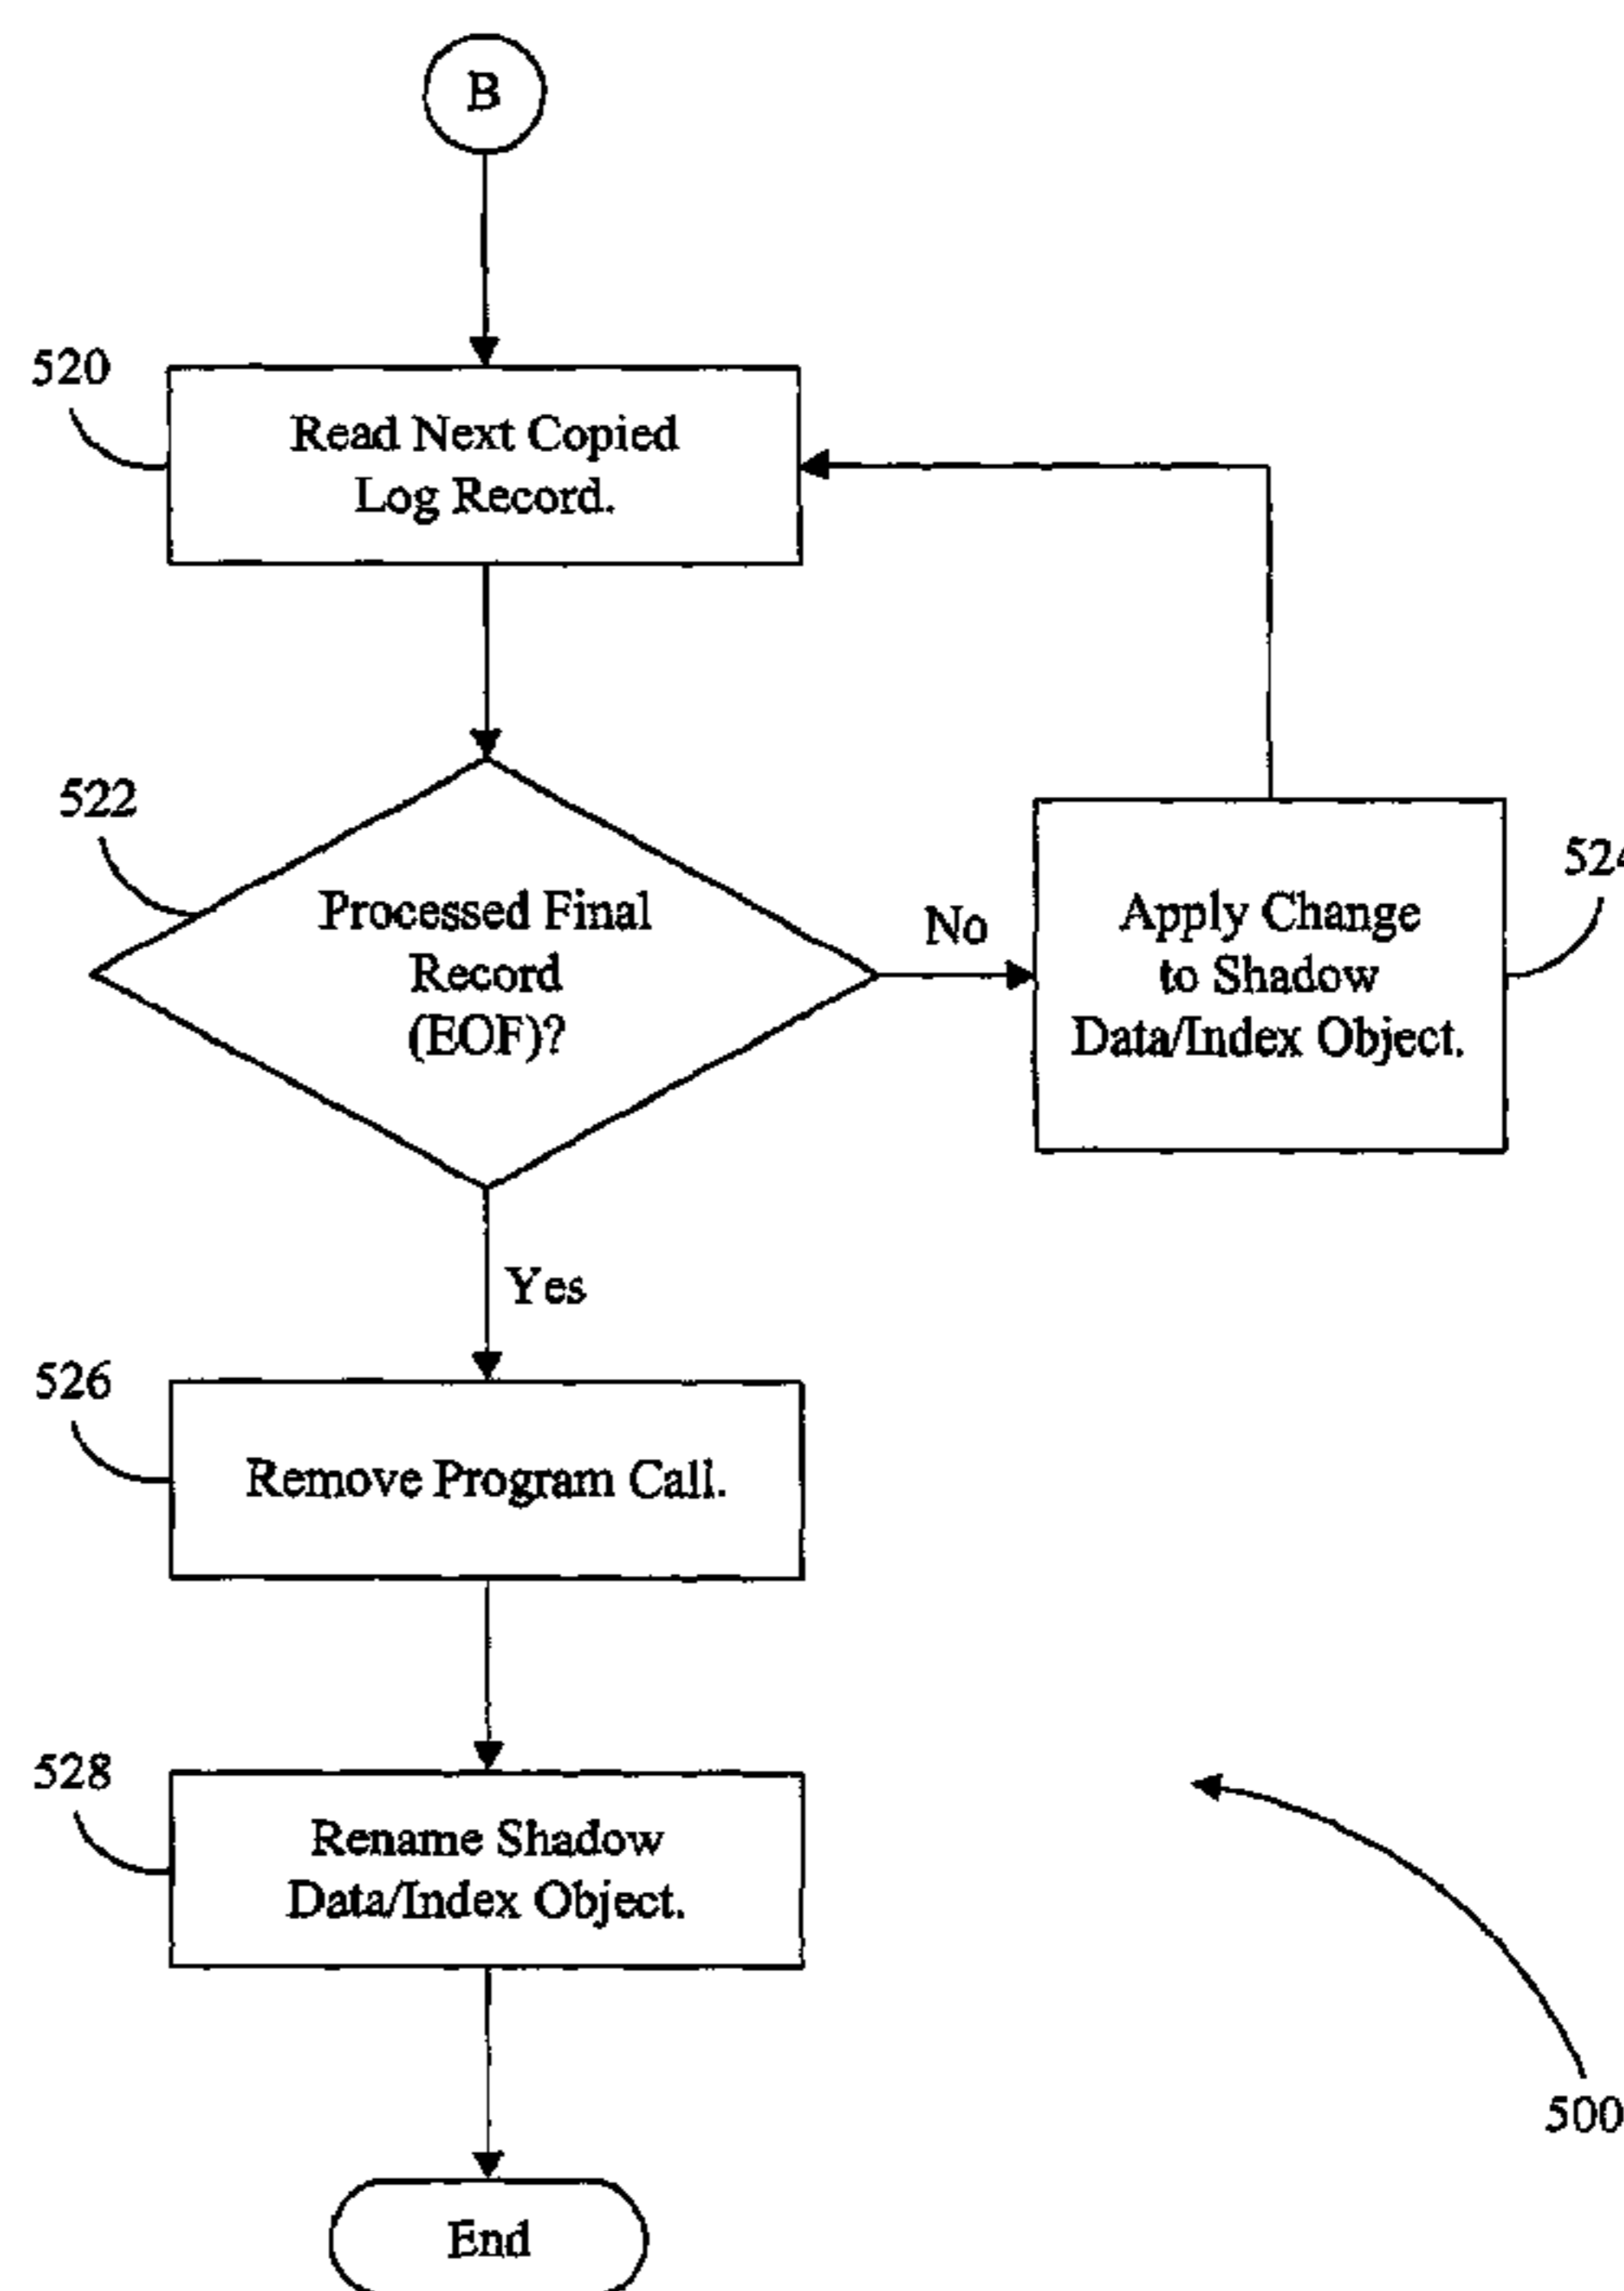 B
520
Read Next Copied
Log Record.
522
Processed Final
Record
(EOF)?
No
524
Apply Change
to Shadow
Data/Index Object.
Yes
526
Remove Program Call.
528
Rename Shadow
Data/Index Object.
500
End